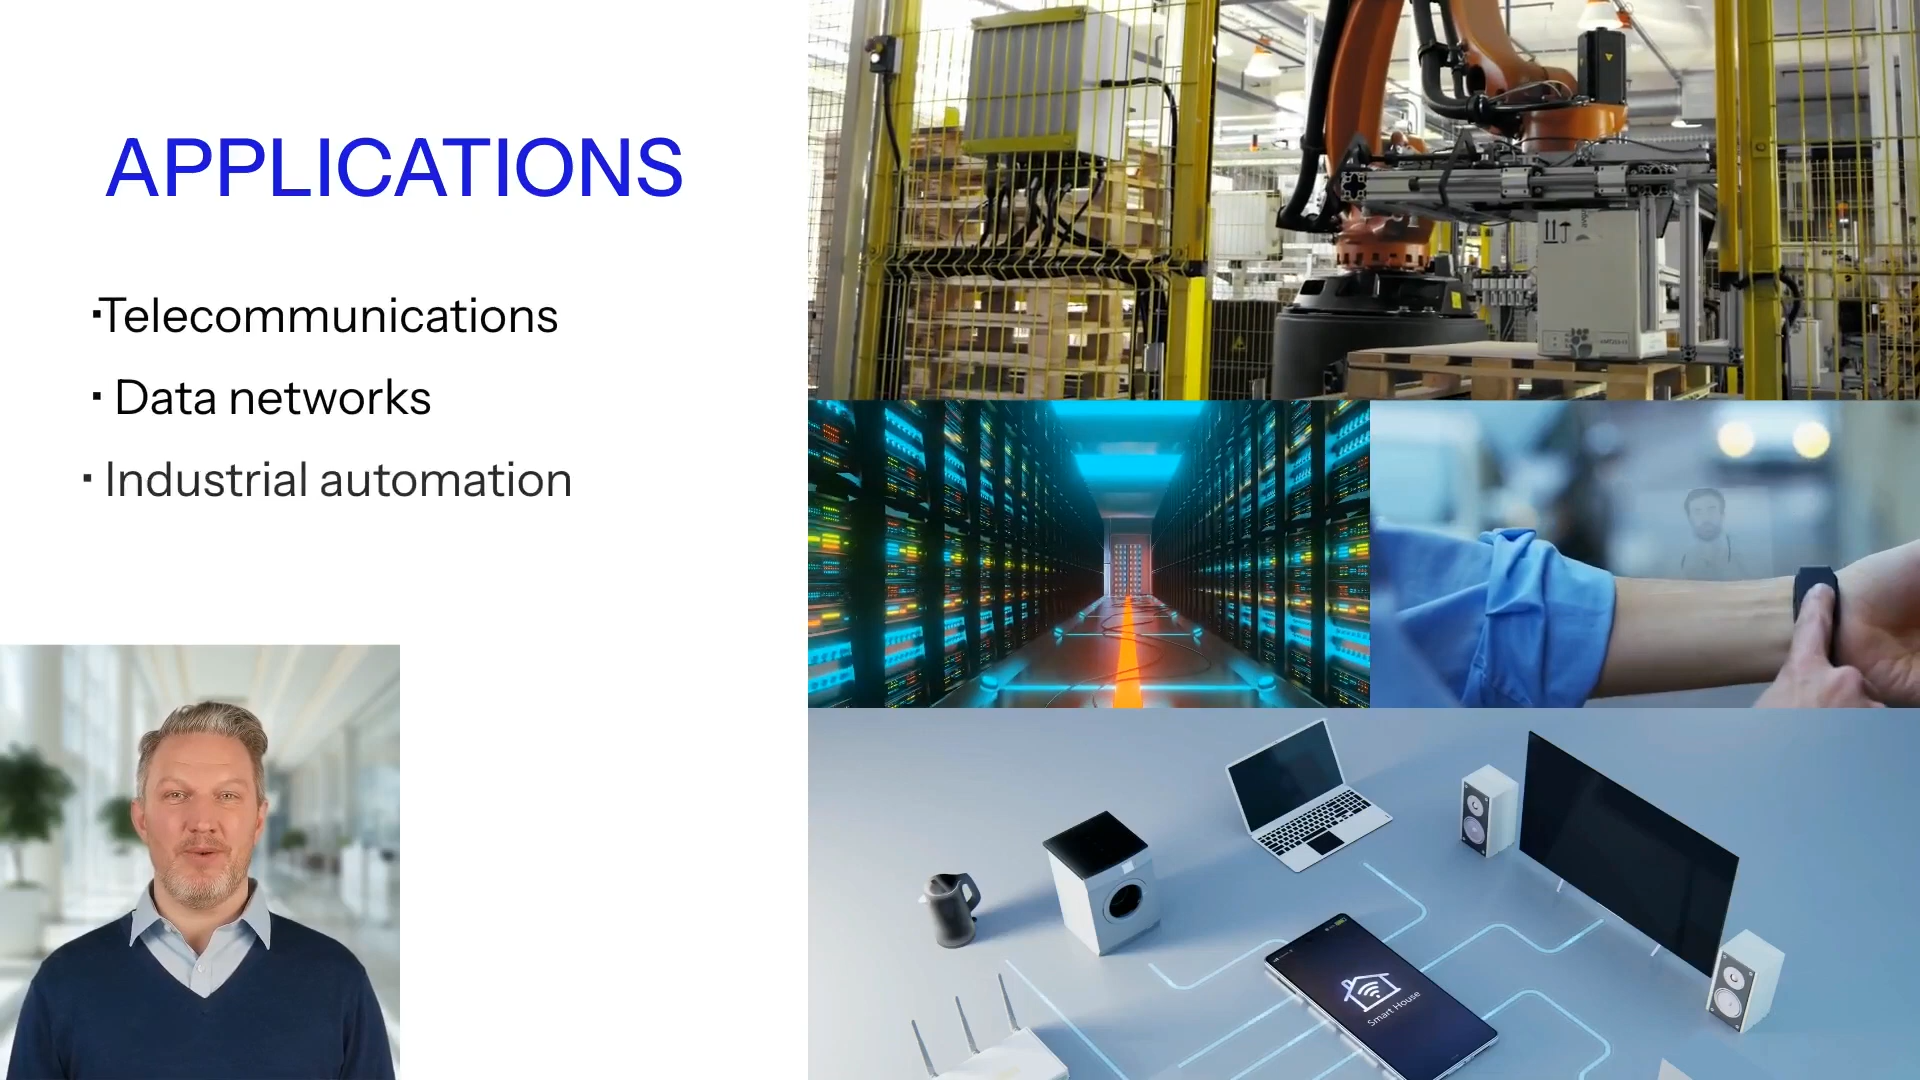 APPLICATIONS
▪Telecommunications
▪ Data networks
▪ Industrial automation
Smart House